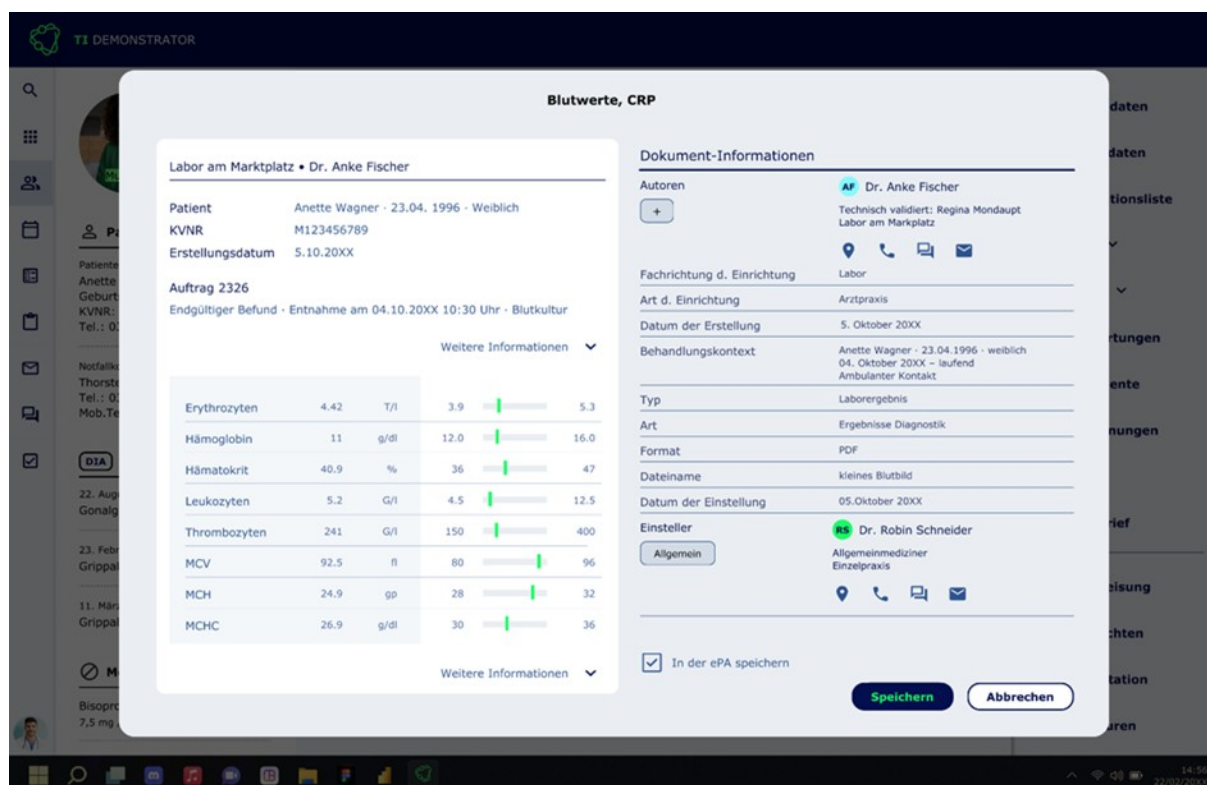 TI DEMONSTRATOR
Blutwerte, CRP
Labor am Marktplatz • Dr. Anke Fischer
Patient Anette Wagner · 23.04. 1996 · Weiblich
KVNR M123456789
Erstellungsdatum 5.10.20XX
Auftrag 2326
Endgültiger Befund · Entnahme am 04.10.20XX 10:30 Uhr · Blutkultur
Weitere Informationen
Erythrozyten 4.42 T/l 3.9 5.3
Hämoglobin 11 g/dl 12.0 16.0
Hämatokrit 40.9 % 36 47
Leukozyten 5.2 G/l 4.5 12.5
Thrombozyten 241 G/l 150 400
MCV 92.5 fl 80 96
MCH 24.9 gp 28 32
MCHC 26.9 g/dl 30 36
Weitere Informationen
Dokument-Informationen
Autoren AF Dr. Anke Fischer
+
Technisch validiert: Regina Mondaupt
Labor am Markplatz
Fachrichtung d. Einrichtung Labor
Art d. Einrichtung Arztpraxis
Datum der Erstellung 5. Oktober 20XX
Behandlungskontext Anette Wagner · 23.04.1996 · weiblich
04. Oktober 20XX – laufend
Ambulanter Kontakt
Typ Laborergebnis
Art Ergebnisse Diagnostik
Format PDF
Dateiname kleines Blutbild
Datum der Einstellung 05.Oktober 20XX
Einsteller RS Dr. Robin Schneider
Allgemein
Allgemeinmediziner
Einzelpraxis
In der ePA speichern
Speichern Abbrechen
Patiente
Anette
Geburt
KVNR:
Tel.: 0
Notfallk
Thorste
Tel.: 0
Mob.Te
DIA
22. Aug
Gonalg
23. Feb
Grippal
11. Mär
Grippal
Bisopro
7,5 mg
daten
daten
tionsliste
rtungen
ente
nungen
rief
eisung
chten
tation
uren
14:56
22/02/20XX